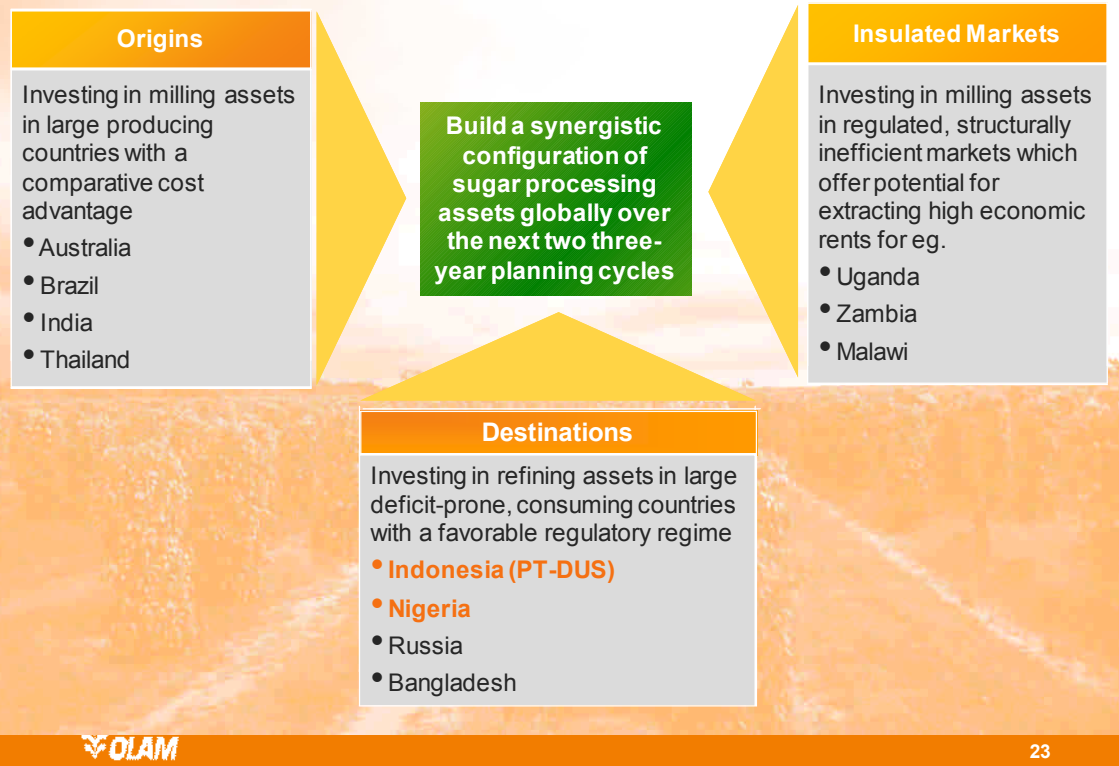 Origins
Investing in milling assets
in large producing
countries with a
comparative cost
advantage
• Australia
• Brazil
• India
• Thailand
Build a synergistic
configuration of
sugar processing
assets globally over
the next two three-
year planning cycles
Insulated Markets
Investing in milling assets
in regulated, structurally
inefficient markets which
offer potential for
extracting high economic
rents for eg.
• Uganda
• Zambia
• Malawi
Destinations
Investing in refining assets in large
deficit-prone, consuming countries
with a favorable regulatory regime
• Indonesia (PT-DUS)
• Nigeria
• Russia
• Bangladesh
OLAM
23